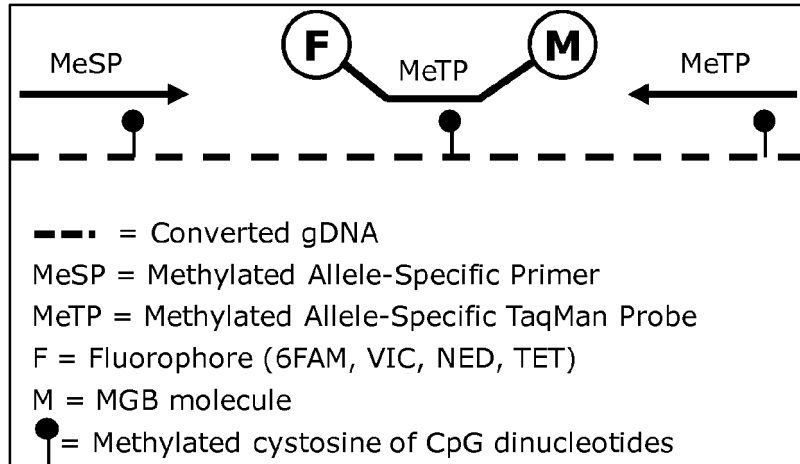 MeSP F MeTP M MeTP
= Converted gDNA
MeSP = Methylated Allele-Specific Primer
MeTP = Methylated Allele-Specific TaqMan Probe
F = Fluorophore (6FAM, VIC, NED, TET)
M = MGB molecule
= Methylated cystosine of CpG dinucleotides